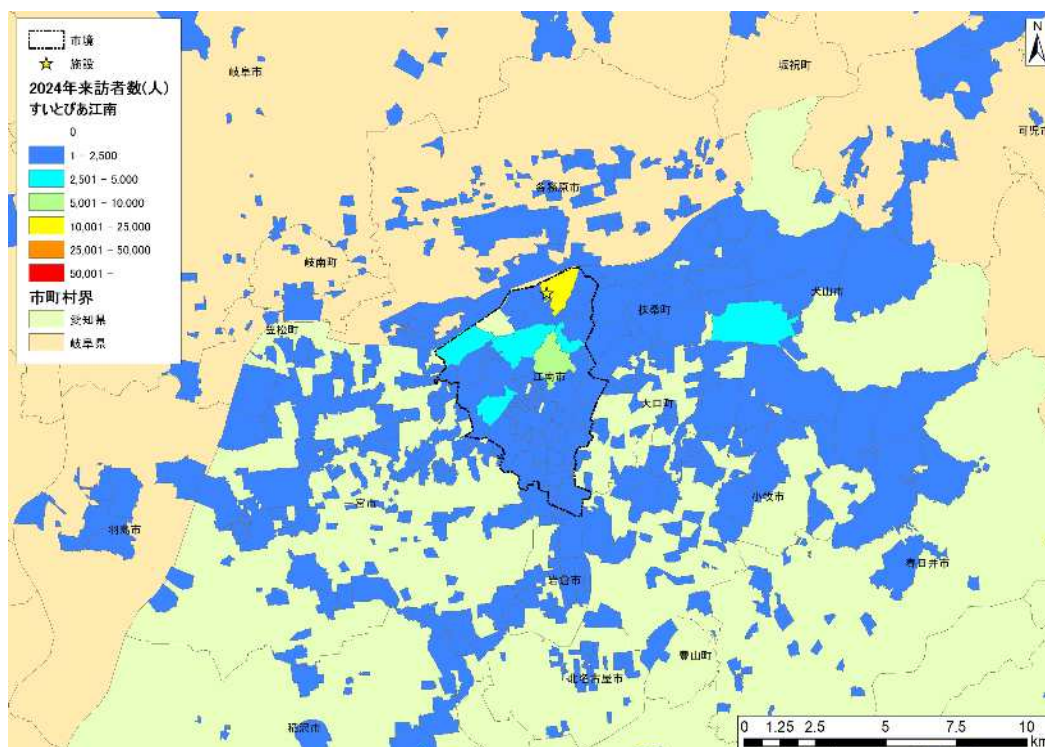 市境
施設
2024年来訪者数(人)
すいとぴあ江南
0
1 - 2,500
2,501 - 5,000
5,001 - 10,000
10,001 - 25,000
25,001 - 50,000
50,001 -
市町村界
愛知県
岐阜県
N
岐阜市
坂祝町
可児市
各務原市
岐南町
笠松町
扶桑町
犬山市
江南市
大口町
一宮市
小牧市
羽島市
春日井市
岩倉市
豊山町
北名古屋市
稲沢市
0 1.25 2.5 5 7.5 10
km